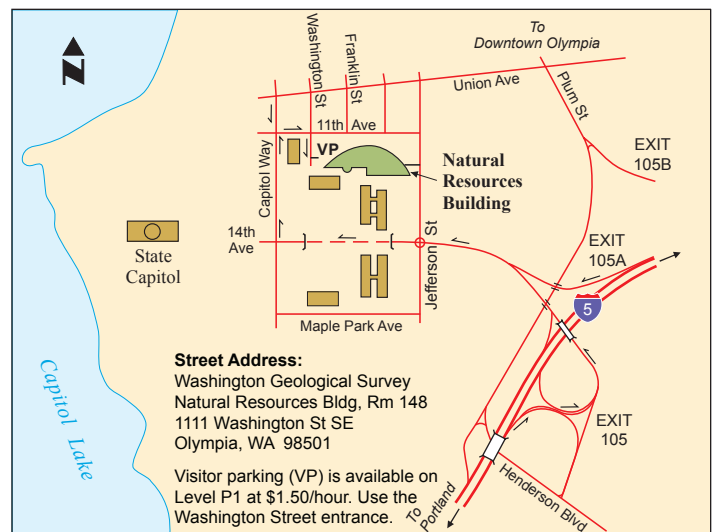 To
Downtown Olympia
N
Washington St
Franklin St
Union Ave
Plum St
11th Ave
VP
Capitol Way
EXIT
105B
Natural
Resources
Building
14th
Ave
State
Capitol
Jefferson St
EXIT
105A
5
Maple Park Ave
Street Address:
Washington Geological Survey
Natural Resources Bldg, Rm 148
1111 Washington St SE
Olympia, WA 98501
Capitol Lake
EXIT
105
Visitor parking (VP) is available on
Level P1 at $1.50/hour. Use the
Washington Street entrance.
To
Portland
Henderson Blvd